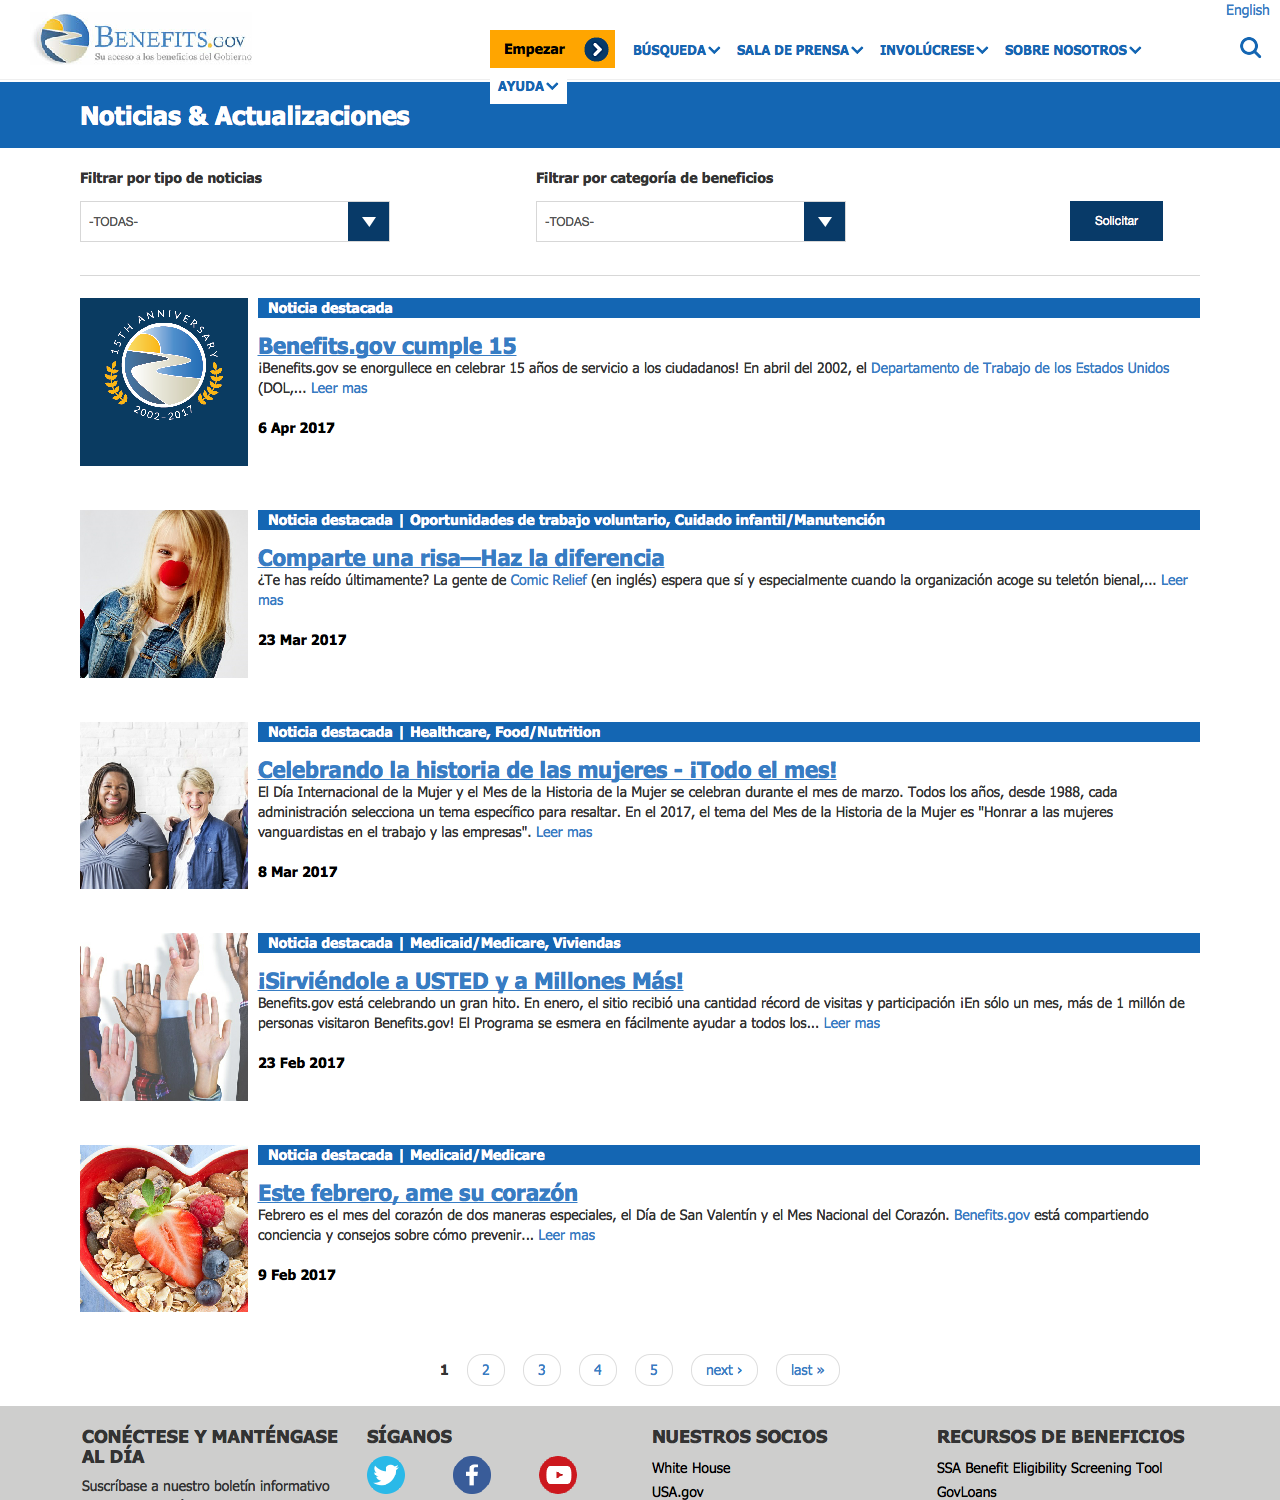 English
BENEFITS.GOV
Su acceso a los beneficios del Gobierno
Empezar
BÚSQUEDA
SALA DE PRENSA
INVOLÚCRESE
SOBRE NOSOTROS
AYUDA
Noticias & Actualizaciones
Filtrar por tipo de noticias
Filtrar por categoría de beneficios
-TODAS-
-TODAS-
Solicitar
15TH ANNIVERSARY
2002-2017
Noticia destacada
Benefits.gov cumple 15
¡Benefits.gov se enorgullece en celebrar 15 años de servicio a los ciudadanos! En abril del 2002, el Departamento de Trabajo de los Estados Unidos
(DOL,... Leer mas
6 Apr 2017
Noticia destacada | Oportunidades de trabajo voluntario, Cuidado infantil/Manutención
Comparte una risa—Haz la diferencia
¿Te has reído últimamente? La gente de Comic Relief (en inglés) espera que sí y especialmente cuando la organización acoge su teletón bienal,... Leer
mas
23 Mar 2017
Noticia destacada | Healthcare, Food/Nutrition
Celebrando la historia de las mujeres - ¡Todo el mes!
El Día Internacional de la Mujer y el Mes de la Historia de la Mujer se celebran durante el mes de marzo. Todos los años, desde 1988, cada
administración selecciona un tema específico para resaltar. En el 2017, el tema del Mes de la Historia de la Mujer es "Honrar a las mujeres
vanguardistas en el trabajo y las empresas". Leer mas
8 Mar 2017
Noticia destacada | Medicaid/Medicare, Viviendas
¡Sirviéndole a USTED y a Millones Más!
Benefits.gov está celebrando un gran hito. En enero, el sitio recibió una cantidad récord de visitas y participación ¡En sólo un mes, más de 1 millón de
personas visitaron Benefits.gov! El Programa se esmera en fácilmente ayudar a todos los... Leer mas
23 Feb 2017
Noticia destacada | Medicaid/Medicare
Este febrero, ame su corazón
Febrero es el mes del corazón de dos maneras especiales, el Día de San Valentín y el Mes Nacional del Corazón. Benefits.gov está compartiendo
conciencia y consejos sobre cómo prevenir... Leer mas
9 Feb 2017
1 2 3 4 5 next › last »
CONÉCTESE Y MANTÉNGASE
AL DÍA
Suscríbase a nuestro boletín informativo
SÍGANOS
NUESTROS SOCIOS
White House
USA.gov
RECURSOS DE BENEFICIOS
SSA Benefit Eligibility Screening Tool
GovLoans